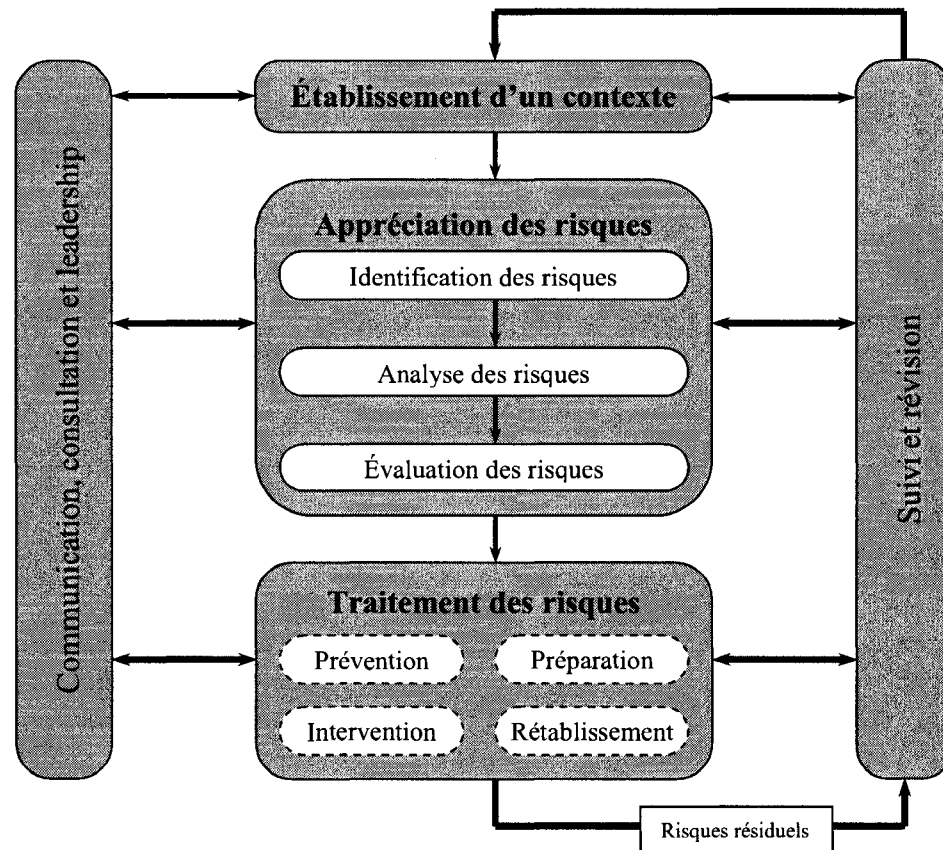 Établissement d'un contexte
Communication, consultation et leadership
Appréciation des risques
Identification des risques
Analyse des risques
Évaluation des risques
Suivi et révision
Traitement des risques
Prévention
Préparation
Intervention
Rétablissement
Risques résiduels